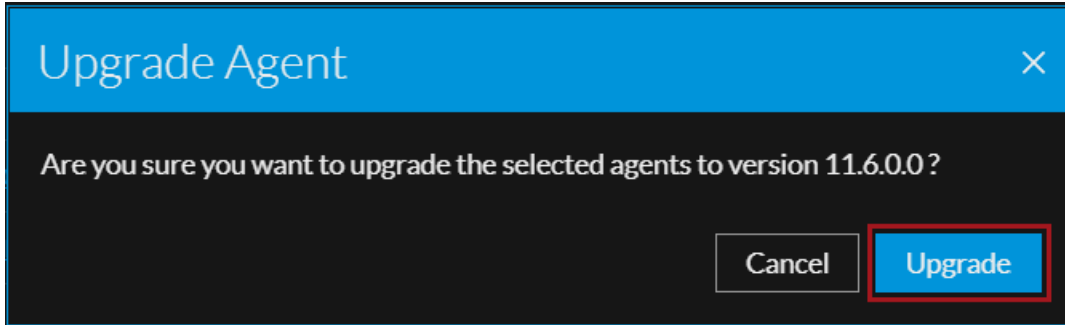 Upgrade Agent
Are you sure you want to upgrade the selected agents to version 11.6.0.0 ?
Cancel
Upgrade